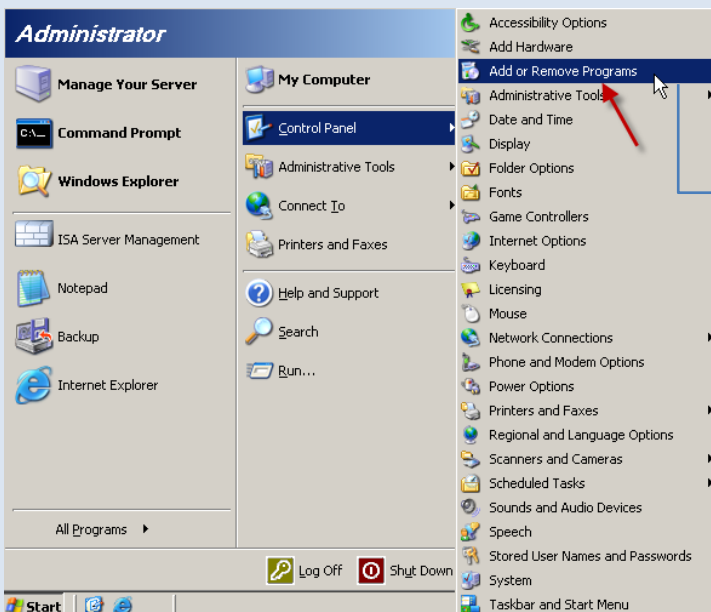 Administrator
Manage Your Server
Command Prompt
Windows Explorer
ISA Server Management
Notepad
Backup
Internet Explorer
All Programs
My Computer
Control Panel
Administrative Tools
Connect To
Printers and Faxes
Help and Support
Search
Run...
Log Off
Shut Down
Start
Accessibility Options
Add Hardware
Add or Remove Programs
Administrative Tools
Date and Time
Display
Folder Options
Fonts
Game Controllers
Internet Options
Keyboard
Licensing
Mouse
Network Connections
Phone and Modem Options
Power Options
Printers and Faxes
Regional and Language Options
Scanners and Cameras
Scheduled Tasks
Sounds and Audio Devices
Speech
Stored User Names and Passwords
System
Taskbar and Start Menu